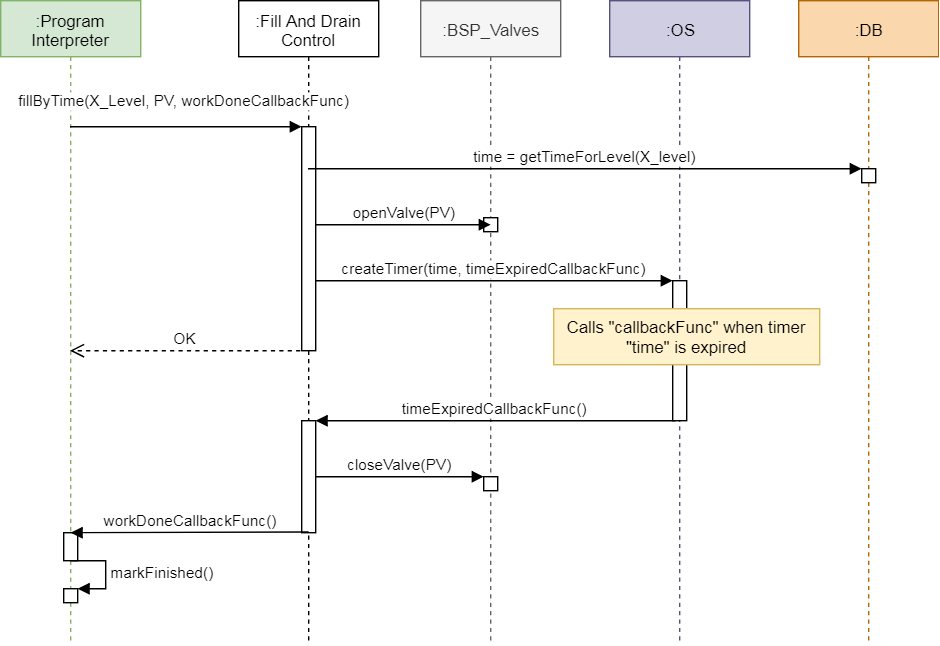 :Program
Interpreter
:Fill And Drain
Control
:BSP_Valves
:OS
:DB
fillByTime(X_Level, PV, workDoneCallbackFunc)
time = getTimeForLevel(X_level)
openValve(PV)
createTimer(time, timeExpiredCallbackFunc)
Calls "callbackFunc" when timer
"time" is expired
OK
timeExpiredCallbackFunc()
closeValve(PV)
workDoneCallbackFunc()
markFinished()